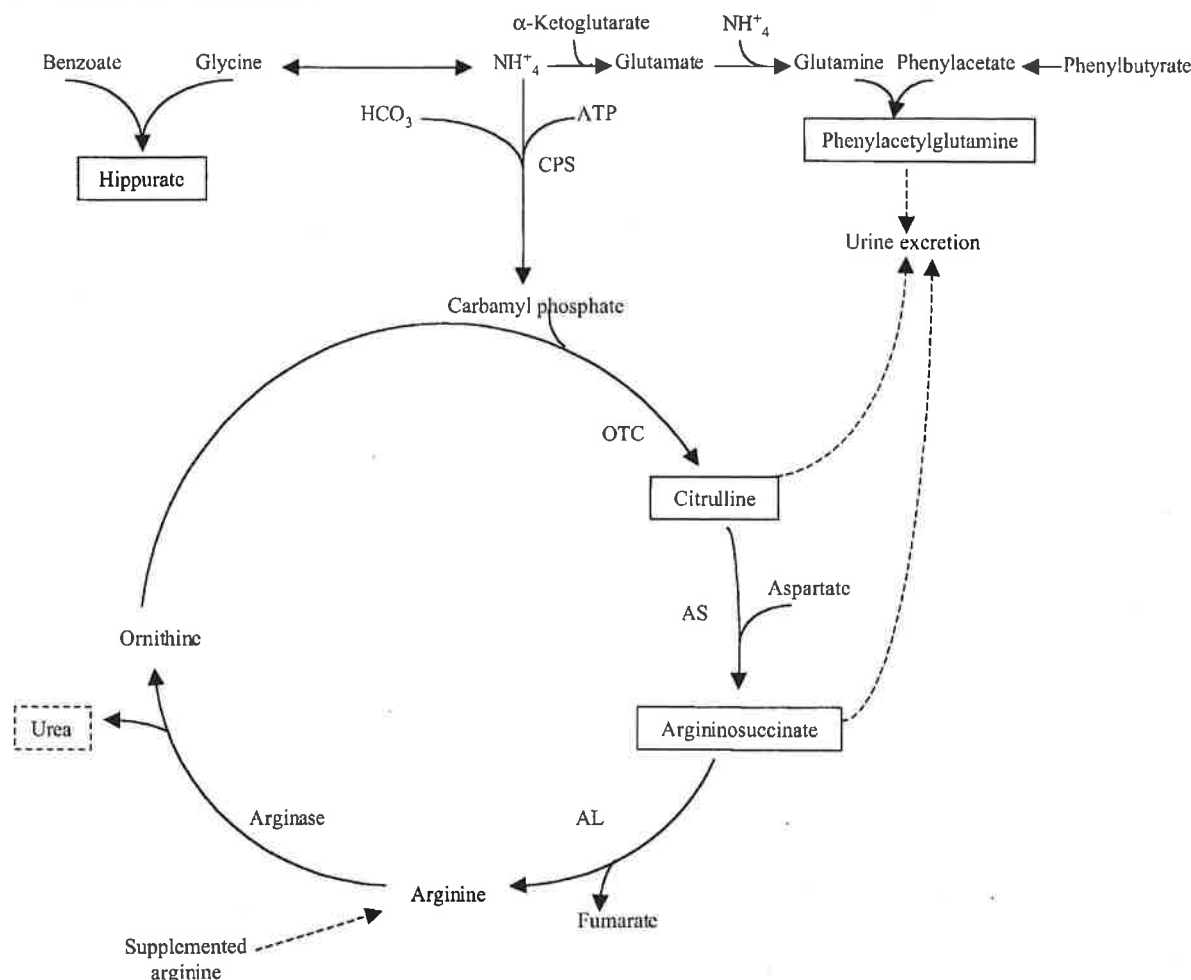 α-Ketoglutarate
NH⁺₄
Benzoate
Glycine
NH⁺₄
Glutamate
Glutamine
Phenylacetate
Phenylbutyrate
HCO₃
ATP
CPS
Phenylacetylglutamine
Hippurate
Urine excretion
Carbamyl phosphate
OTC
Citrulline
Aspartate
AS
Ornithine
Urea
Argininosuccinate
Arginase
AL
Arginine
Fumarate
Supplemented
arginine